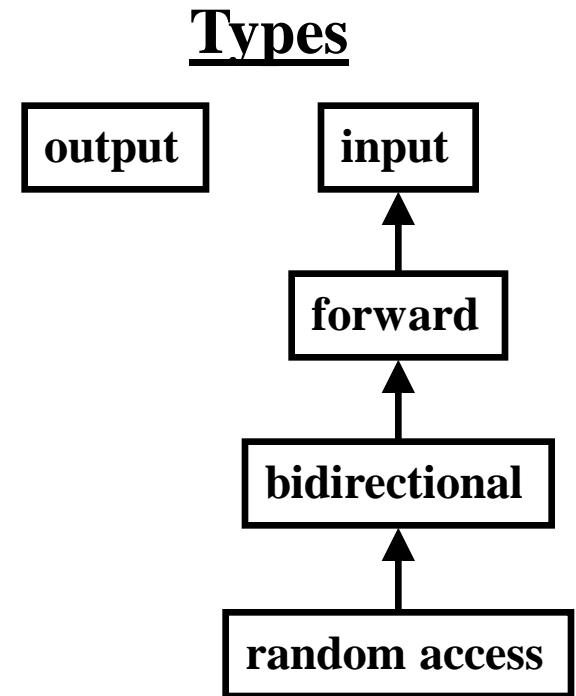 Types
output input
forward
bidirectional
random access